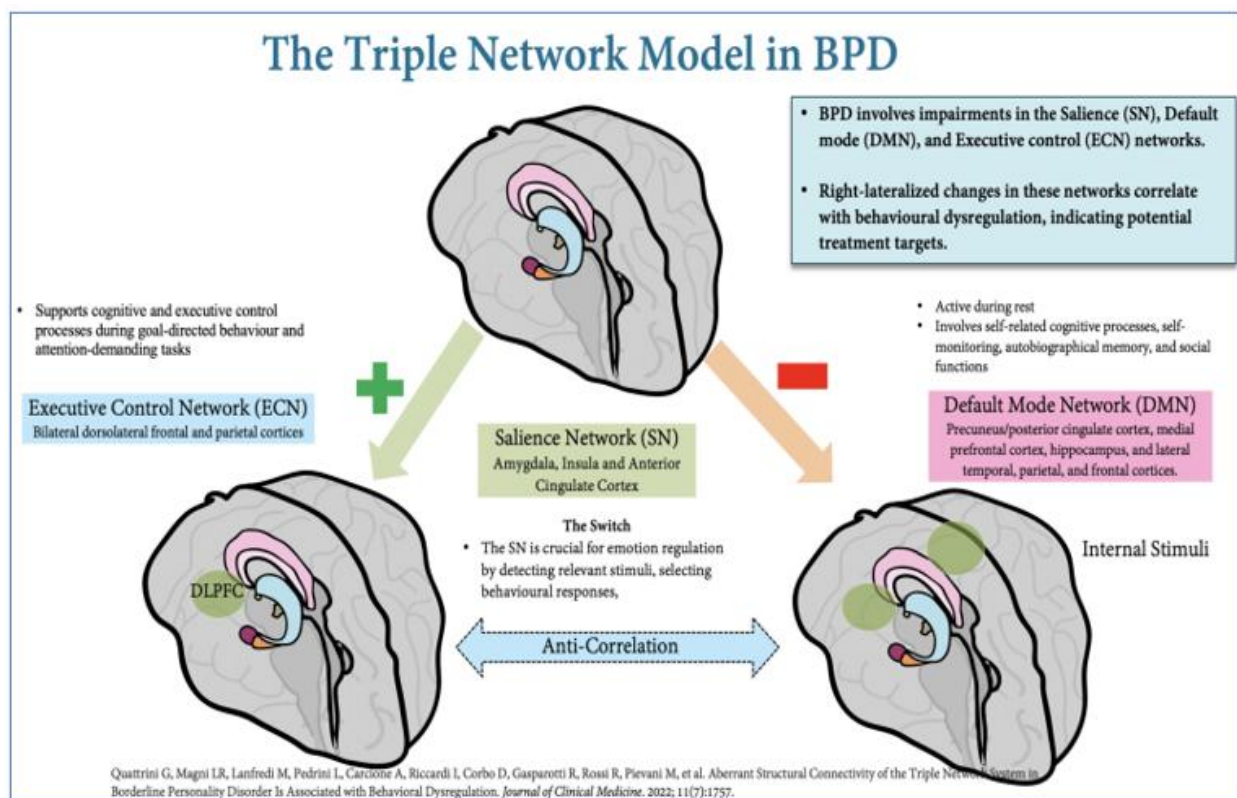 The Triple Network Model in BPD
• BPD involves impairments in the Salience (SN), Default
mode (DMN), and Executive control (ECN) networks.
• Right-lateralized changes in these networks correlate
with behavioural dysregulation, indicating potential
treatment targets.
• Supports cognitive and executive control
processes during goal-directed behaviour and
attention-demanding tasks
• Active during rest
• Involves self-related cognitive processes, self-
monitoring, autobiographical memory, and social
functions
Executive Control Network (ECN)
Bilateral dorsolateral frontal and parietal cortices
Salience Network (SN)
Amygdala, Insula and Anterior
Cingulate Cortex
Default Mode Network (DMN)
Precuneus/posterior cingulate cortex, medial
prefrontal cortex, hippocampus, and lateral
temporal, parietal, and frontal cortices.
The Switch
• The SN is crucial for emotion regulation
by detecting relevant stimuli, selecting
behavioural responses,
Internal Stimuli
DLPFC
Anti-Correlation
Quattrini G, Magni LR, Lanfredi M, Pedrini L, Carcione A, Riccardi I, Corbo D, Gasparotti R, Rossi R, Pievani M, et al. Aberrant Structural Connectivity of the Triple Network System in
Borderline Personality Disorder Is Associated with Behavioral Dysregulation. Journal of Clinical Medicine. 2022; 11(7):1757.